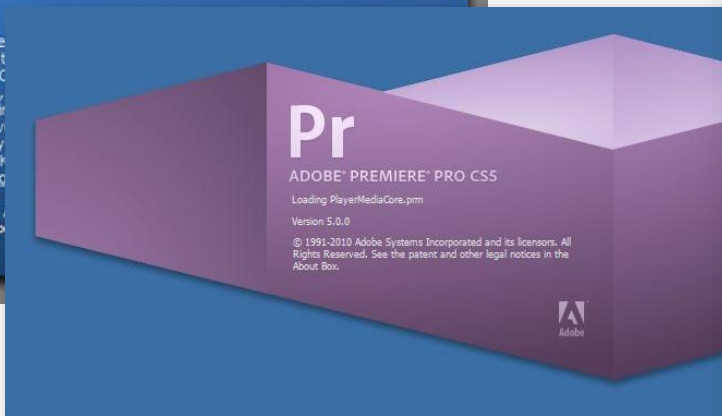 Pr
ADOBE® PREMIERE® PRO CS5
Loading PlayerMediaCore.prm
Version 5.0.0
© 1991-2010 Adobe Systems Incorporated and its licensors. All
Rights Reserved. See the patent and other legal notices in the
About Box.
Adobe